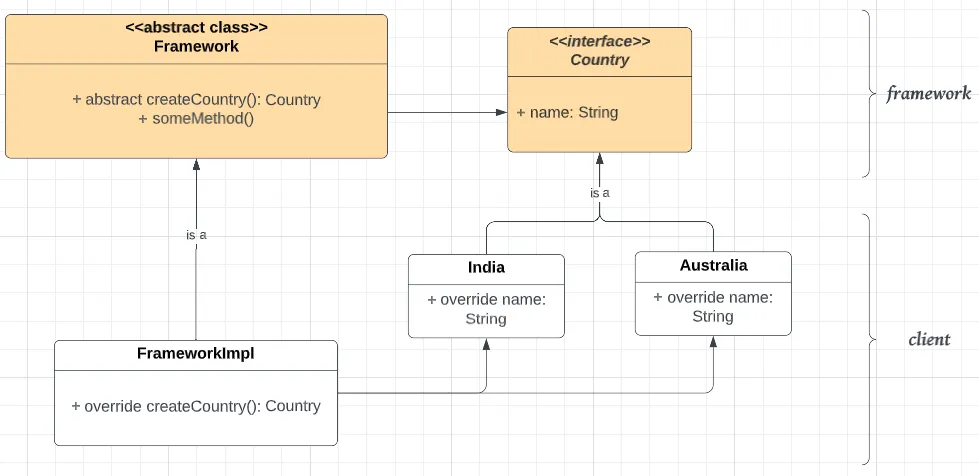 <<abstract class>>
Framework
+ abstract createCountry(): Country
+ someMethod()
<<interface>>
Country
+ name: String
framework
is a
is a
India
+ override name:
String
Australia
+ override name:
String
client
FrameworkImpl
+ override createCountry(): Country